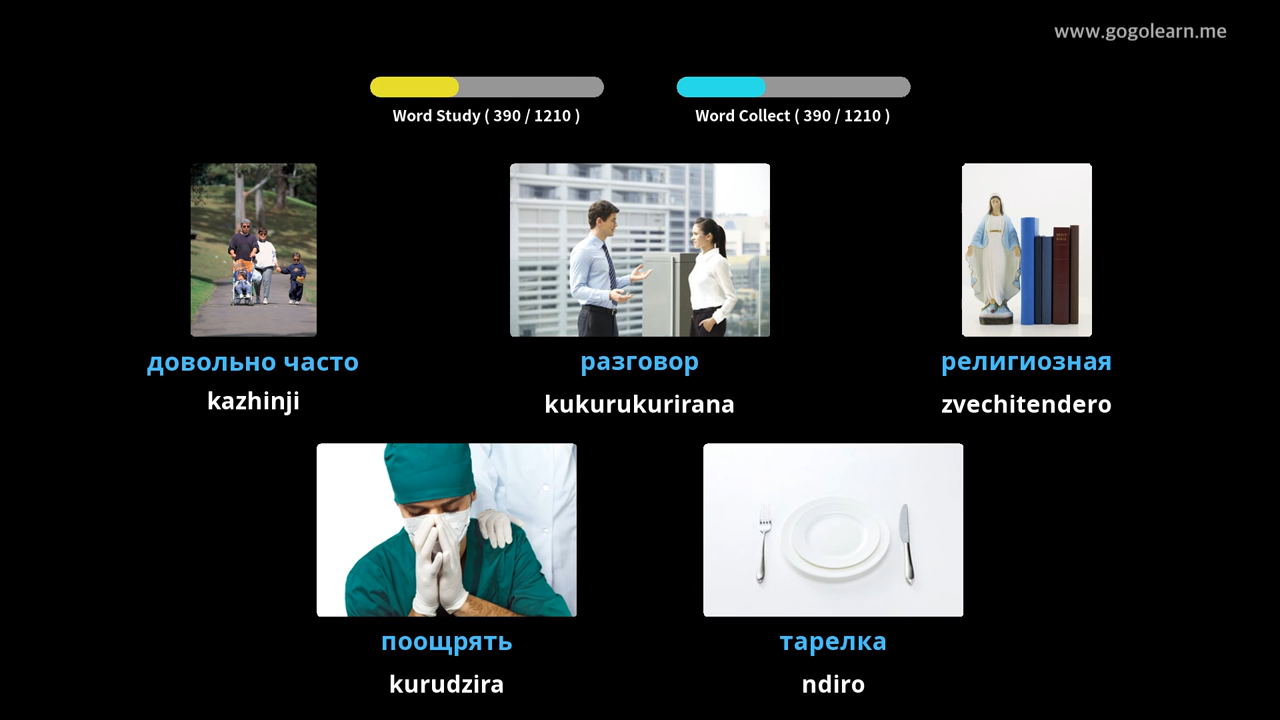 www.gogolearn.me
Word Study ( 390 / 1210 )
Word Collect ( 390 / 1210 )
довольно часто
kazhinji
разговор
kukurukurirana
религиозная
zvechitendero
поощрять
kurudzira
тарелка
ndiro